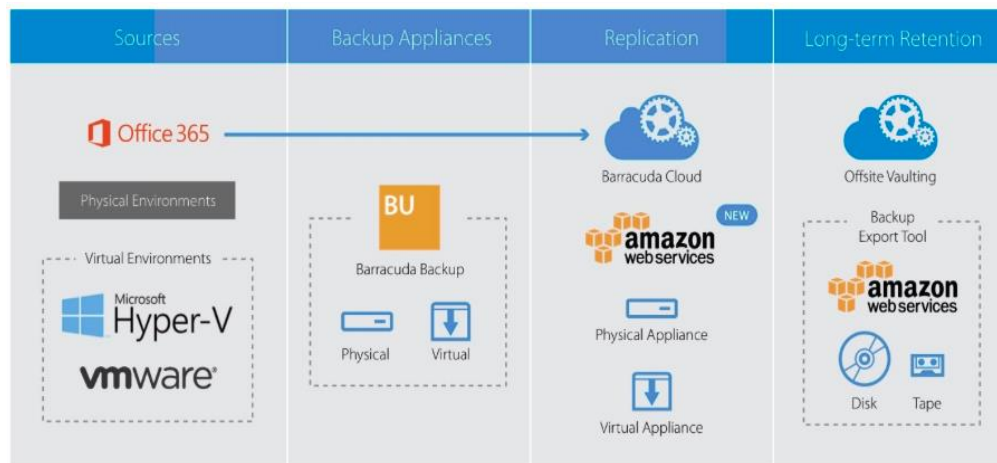 Sources
Backup Appliances
Replication
Long-term Retention
Office 365
Physical Environments
Virtual Environments
Microsoft
Hyper-V
vmware®
BU
Barracuda Backup
Physical
Virtual
Barracuda Cloud
NEW
amazon
webservices
Physical Appliance
Virtual Appliance
Offsite Vaulting
Backup
Export Tool
amazon
webservices
Disk
Tape